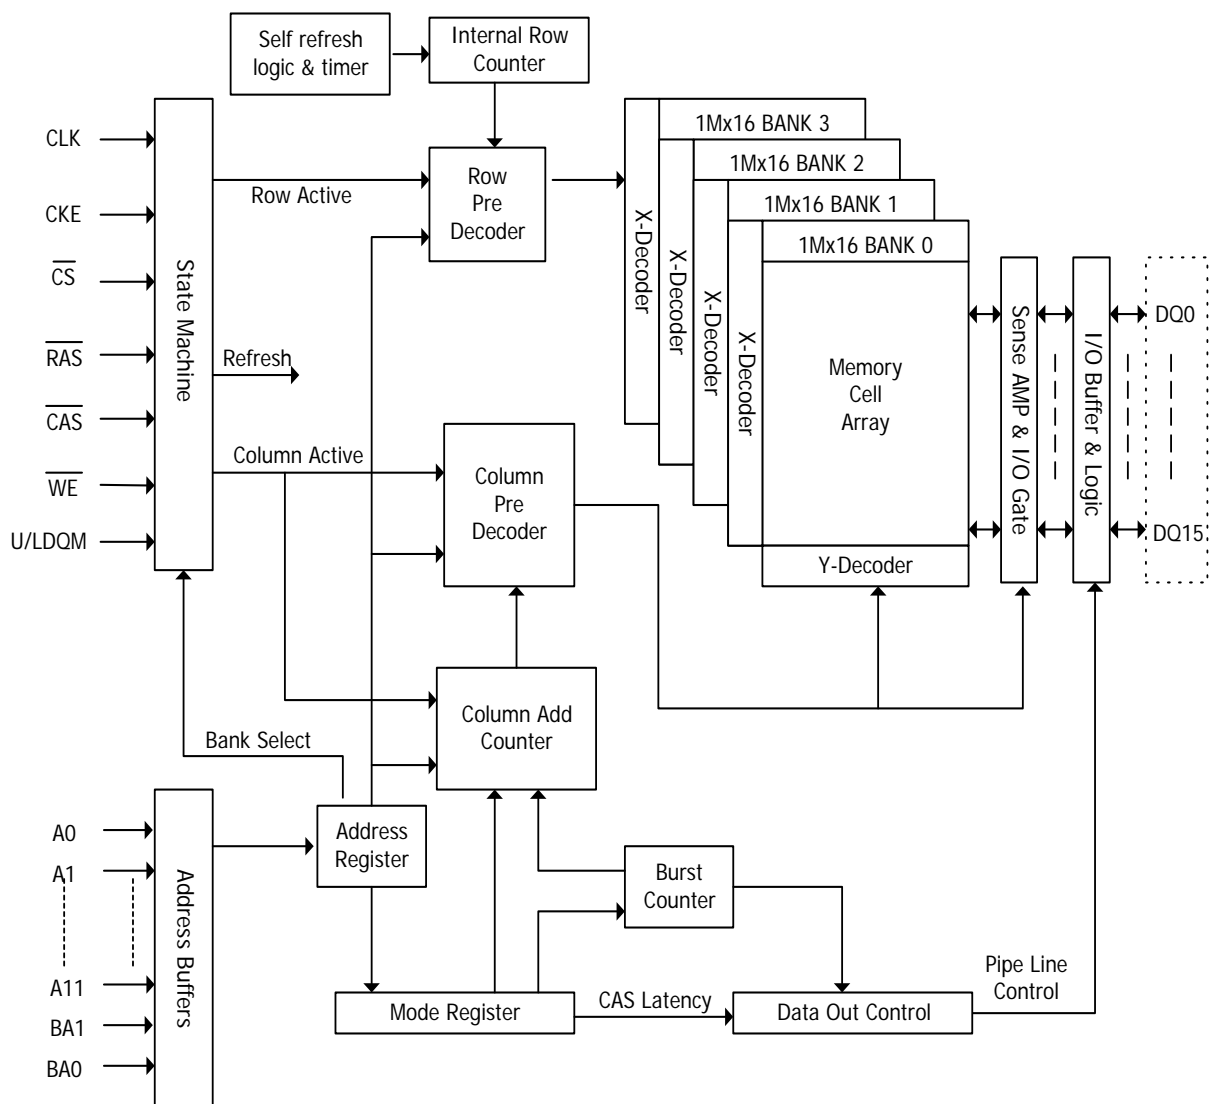 Self refresh
logic & timer
Internal Row
Counter
CLK
CKE
CS
RAS
CAS
WE
U/LDQM
State Machine
Row Active
Refresh
Column Active
Bank Select
Row
Pre
Decoder
Column
Pre
Decoder
Column Add
Counter
1Mx16 BANK 3
1Mx16 BANK 2
1Mx16 BANK 1
1Mx16 BANK 0
X-Decoder
X-Decoder
X-Decoder
X-Decoder
Memory
Cell
Array
Y-Decoder
Sense AMP & I/O Gate
I/O Buffer & Logic
DQ0
DQ15
A0
A1
A11
BA1
BA0
Address Buffers
Address
Register
Burst
Counter
Mode Register
CAS Latency
Data Out Control
Pipe Line
Control